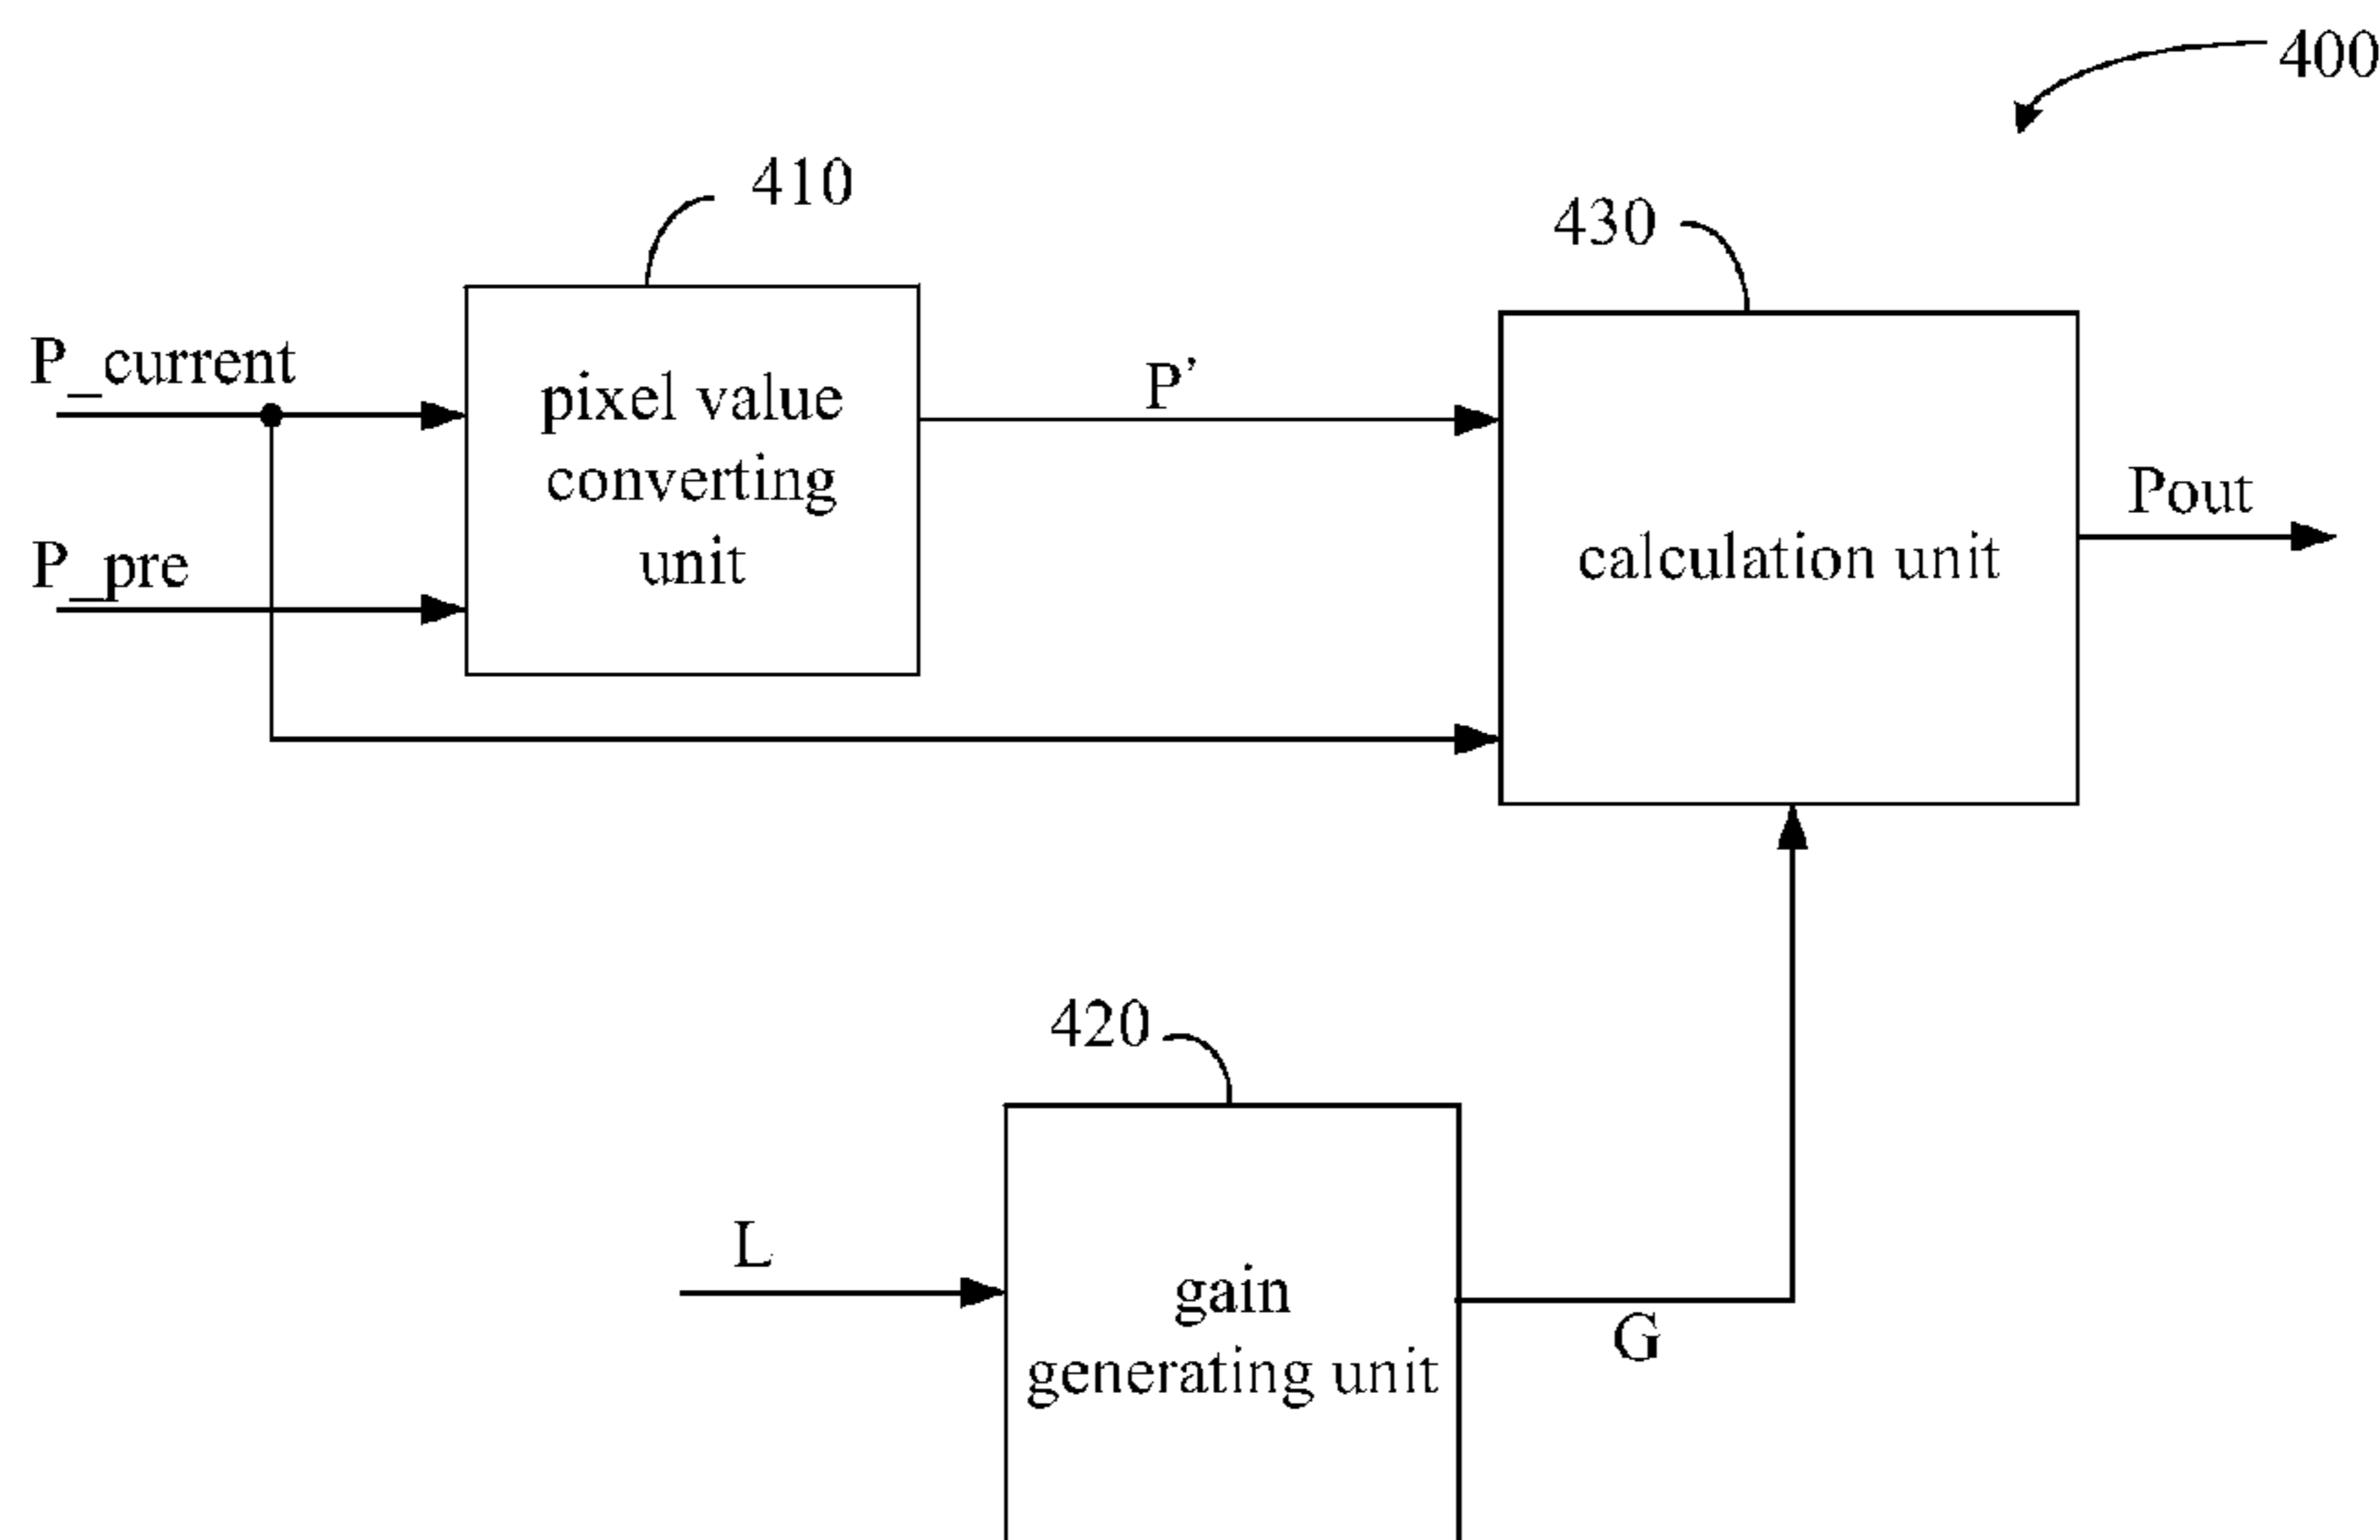 400
410
430
P_current
pixel value
converting
unit
P'
P_pre
calculation unit
Pout
420
L
gain
generating unit
G